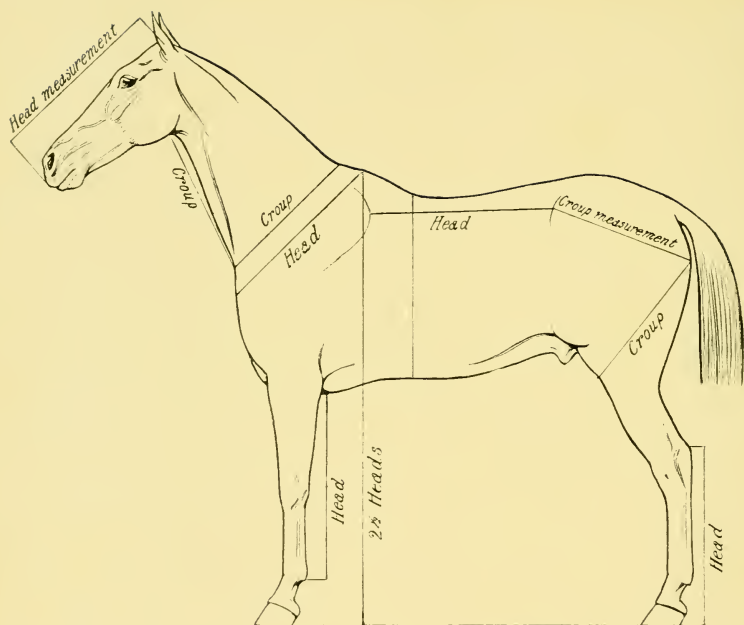 Head measurement
Croup
Croup
Head
Head
Croup measurement
Croup
Head
2½ Heads
Head